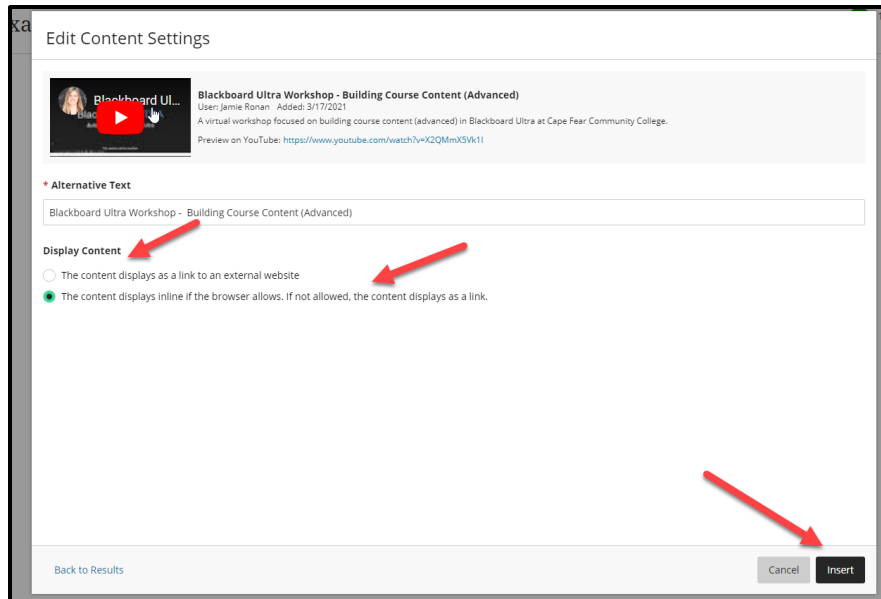 xa
Edit Content Settings
Blackboard Ul...
Blackboard Ultra Workshop - Building Course Content (Advanced)
User: Jamie Ronan Added: 3/17/2021
A virtual workshop focused on building course content (advanced) in Blackboard Ultra at Cape Fear Community College.
Preview on YouTube: https://www.youtube.com/watch?v=X2QMmX5Vk1I
* Alternative Text
Blackboard Ultra Workshop - Building Course Content (Advanced)
Display Content
The content displays as a link to an external website
The content displays inline if the browser allows. If not allowed, the content displays as a link.
Back to Results
Cancel
Insert